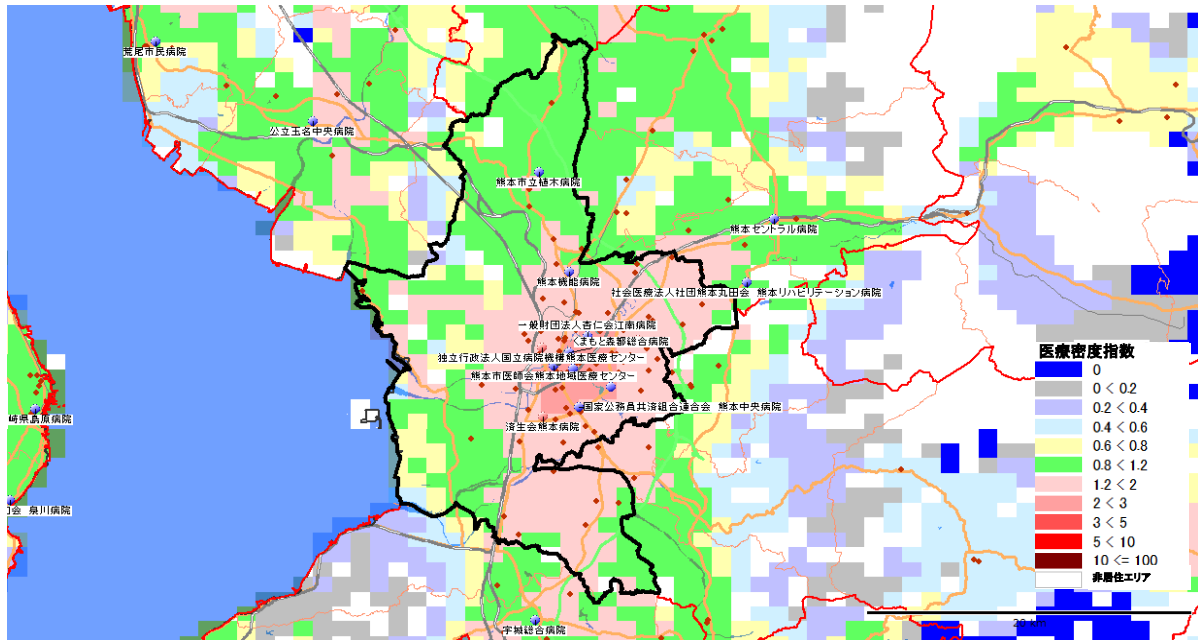 荒尾市民病院
公立玉名中央病院
熊本市立植木病院
熊本セントラル病院
熊本機能病院
社会医療法人社団熊本丸田会 熊本リハビリテーション病院
一般財団法人杏仁会江南病院
くまもと森都総合病院
独立行政法人国立病院機構熊本医療センター
熊本市医師会熊本地域医療センター
国家公務員共済組合連合会 熊本中央病院
済生会熊本病院
崎県島原病院
会 泉川病院
宇城総合病院
医療密度指数
0
0 < 0.2
0.2 < 0.4
0.4 < 0.6
0.6 < 0.8
0.8 < 1.2
1.2 < 2
2 < 3
3 < 5
5 < 10
10 <= 100
非居住エリア
20 km